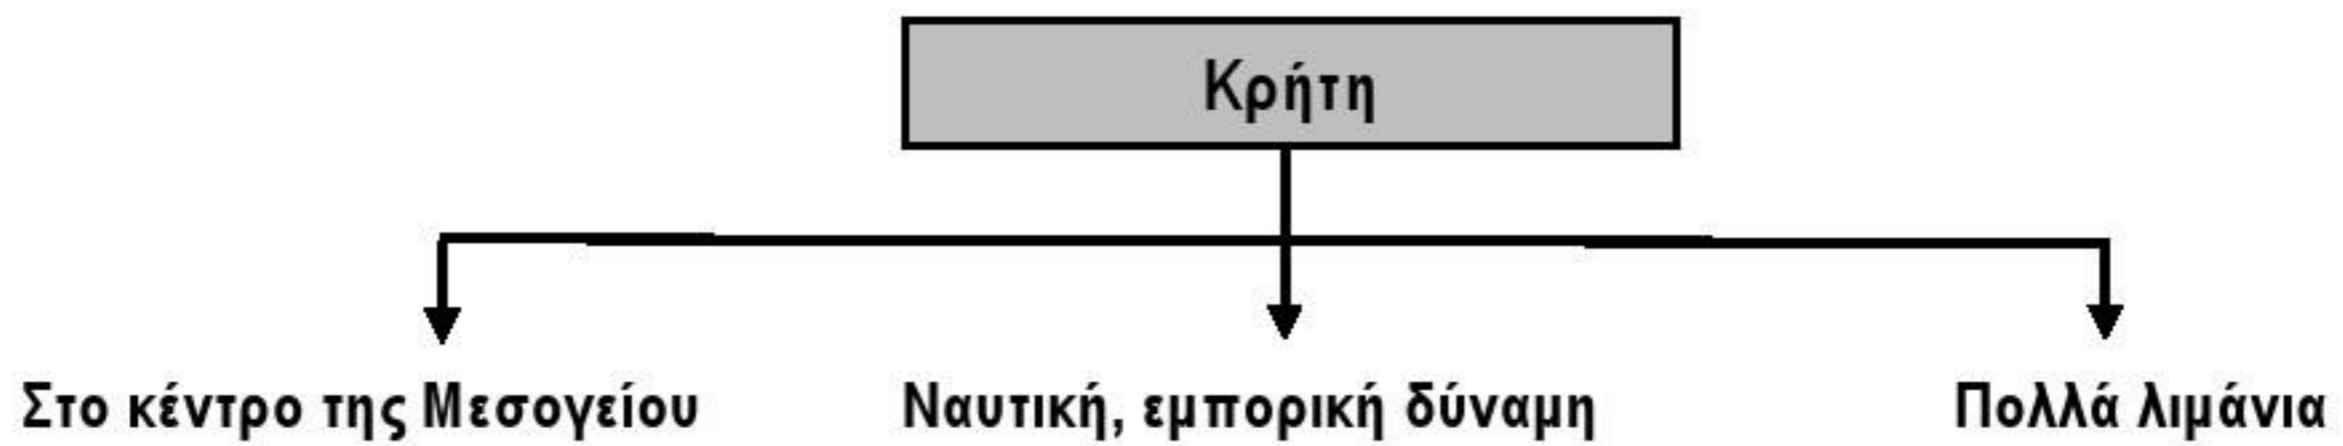 Κρήτη
Στο κέντρο της Μεσογείου
Ναυτική, εμπορική δύναμη
Πολλά λιμάνια